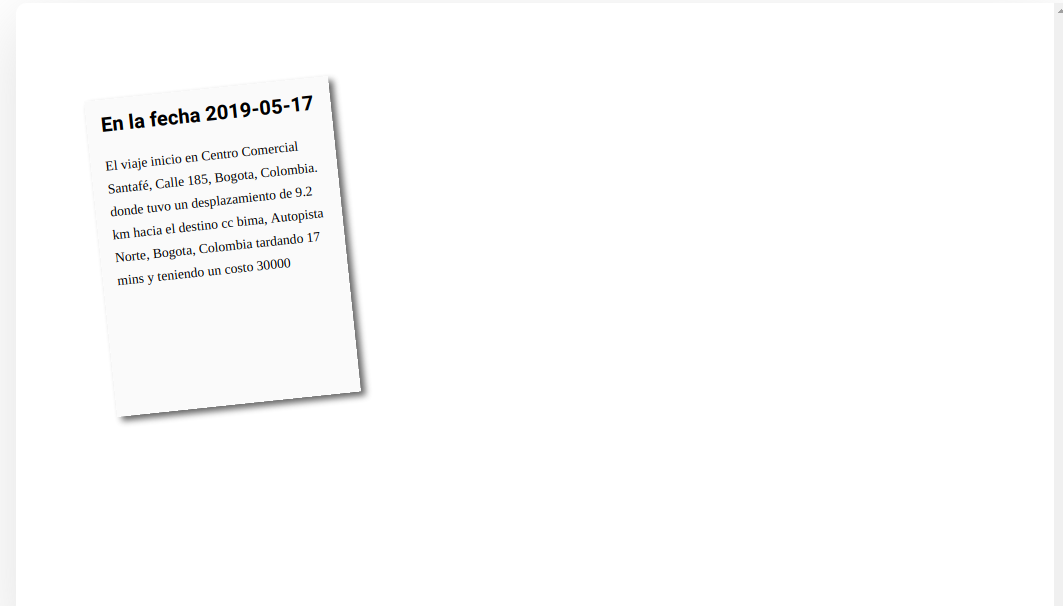 En la fecha 2019-05-17
El viaje inicio en Centro Comercial
Santafé, Calle 185, Bogota, Colombia.
donde tuvo un desplazamiento de 9.2
km hacia el destino cc bima, Autopista
Norte, Bogota, Colombia tardando 17
mins y teniendo un costo 30000